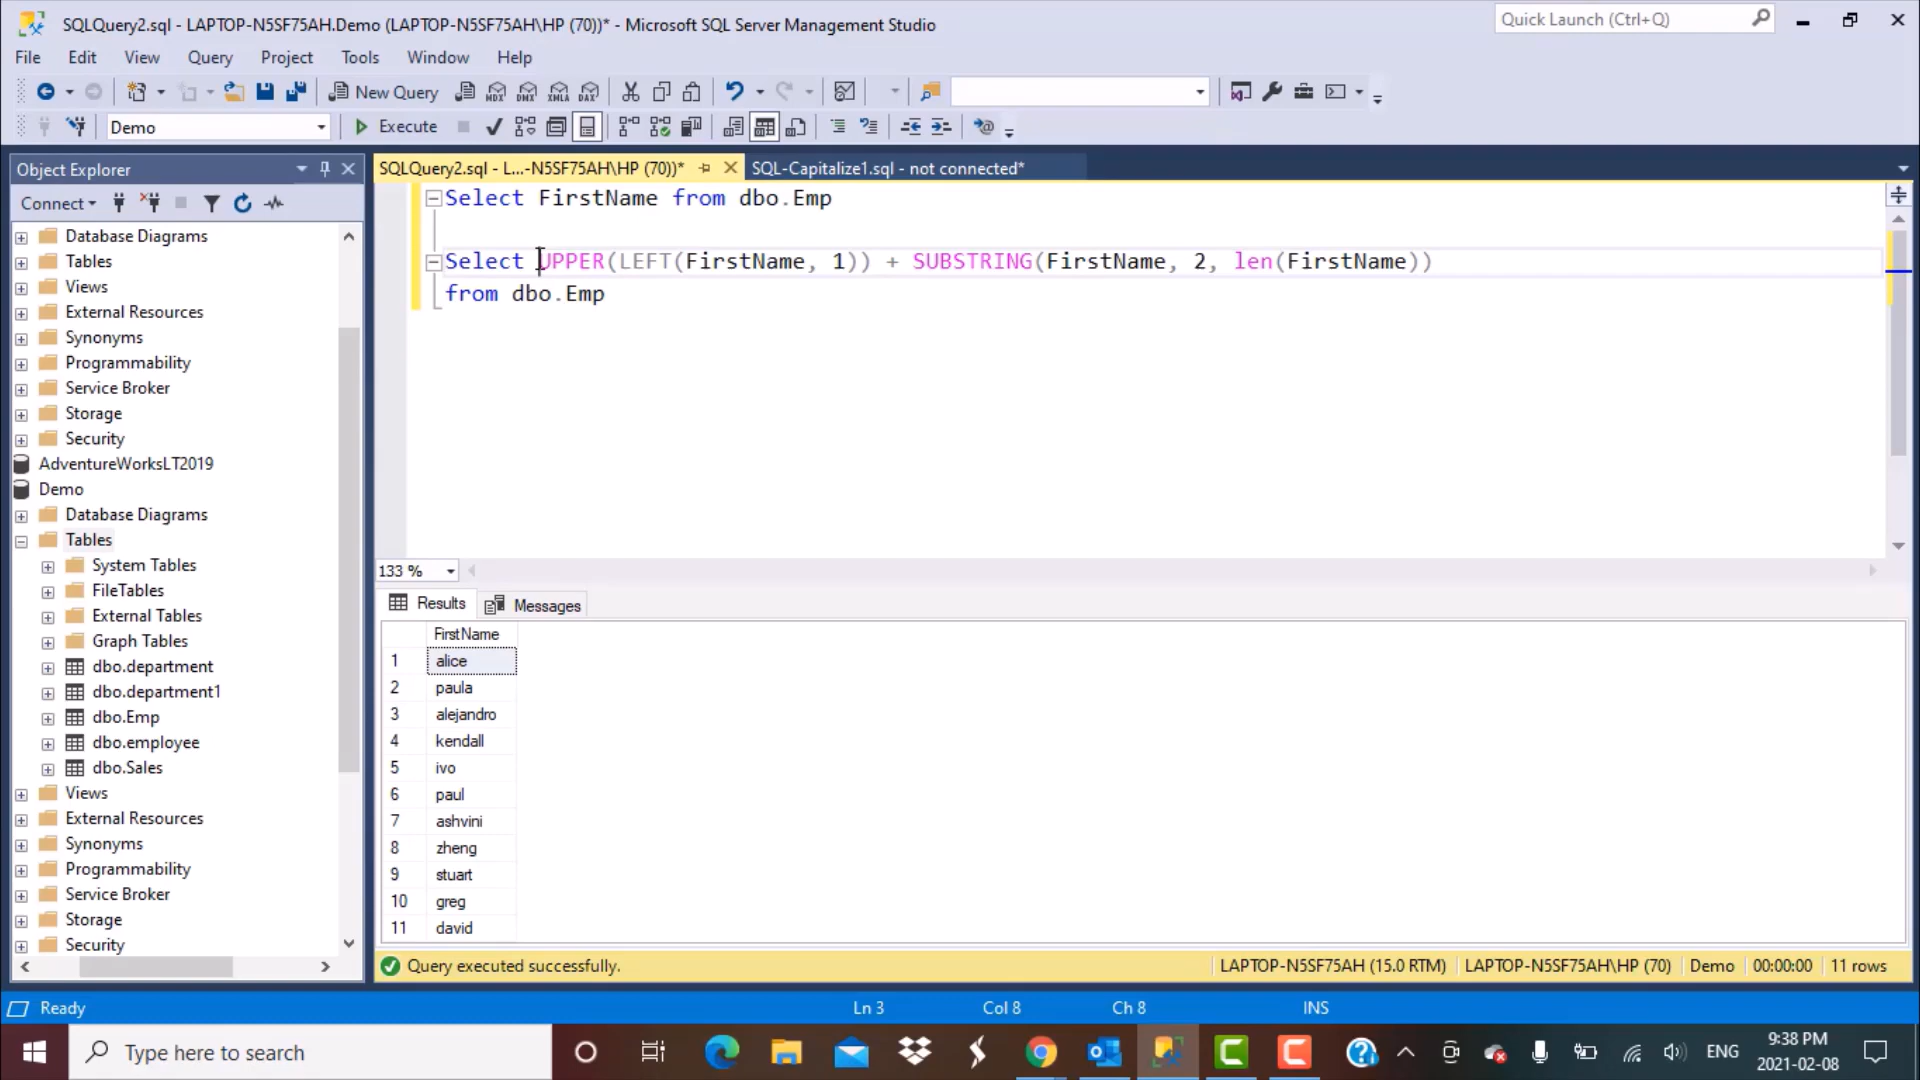 SQLQuery2.sql - LAPTOP-N5SF75AH.Demo (LAPTOP-N5SF75AH\HP (70))* - Microsoft SQL Server Management Studio
Quick Launch (Ctrl+Q)
File Edit View Query Project Tools Window Help
New Query
MDX DMX XMLA DAX
Demo
Execute
Object Explorer
SQLQuery2.sql - L...-N5SF75AH\HP (70))*
SQL-Capitalize1.sql - not connected*
Connect
Database Diagrams
Tables
Views
External Resources
Synonyms
Programmability
Service Broker
Storage
Security
AdventureWorksLT2019
Demo
Database Diagrams
Tables
System Tables
FileTables
External Tables
Graph Tables
dbo.department
dbo.department1
dbo.Emp
dbo.employee
dbo.Sales
Views
External Resources
Synonyms
Programmability
Service Broker
Storage
Security
Select FirstName from dbo.Emp
Select UPPER(LEFT(FirstName, 1)) + SUBSTRING(FirstName, 2, len(FirstName))
from dbo.Emp
133 %
Results
Messages
FirstName
1 alice
2 paula
3 alejandro
4 kendall
5 ivo
6 paul
7 ashvini
8 zheng
9 stuart
10 greg
11 david
Query executed successfully.
LAPTOP-N5SF75AH (15.0 RTM) LAPTOP-N5SF75AH\HP (70) Demo 00:00:00 11 rows
Ready
Ln 3 Col 8 Ch 8 INS
Type here to search
ENG
9:38 PM
2021-02-08